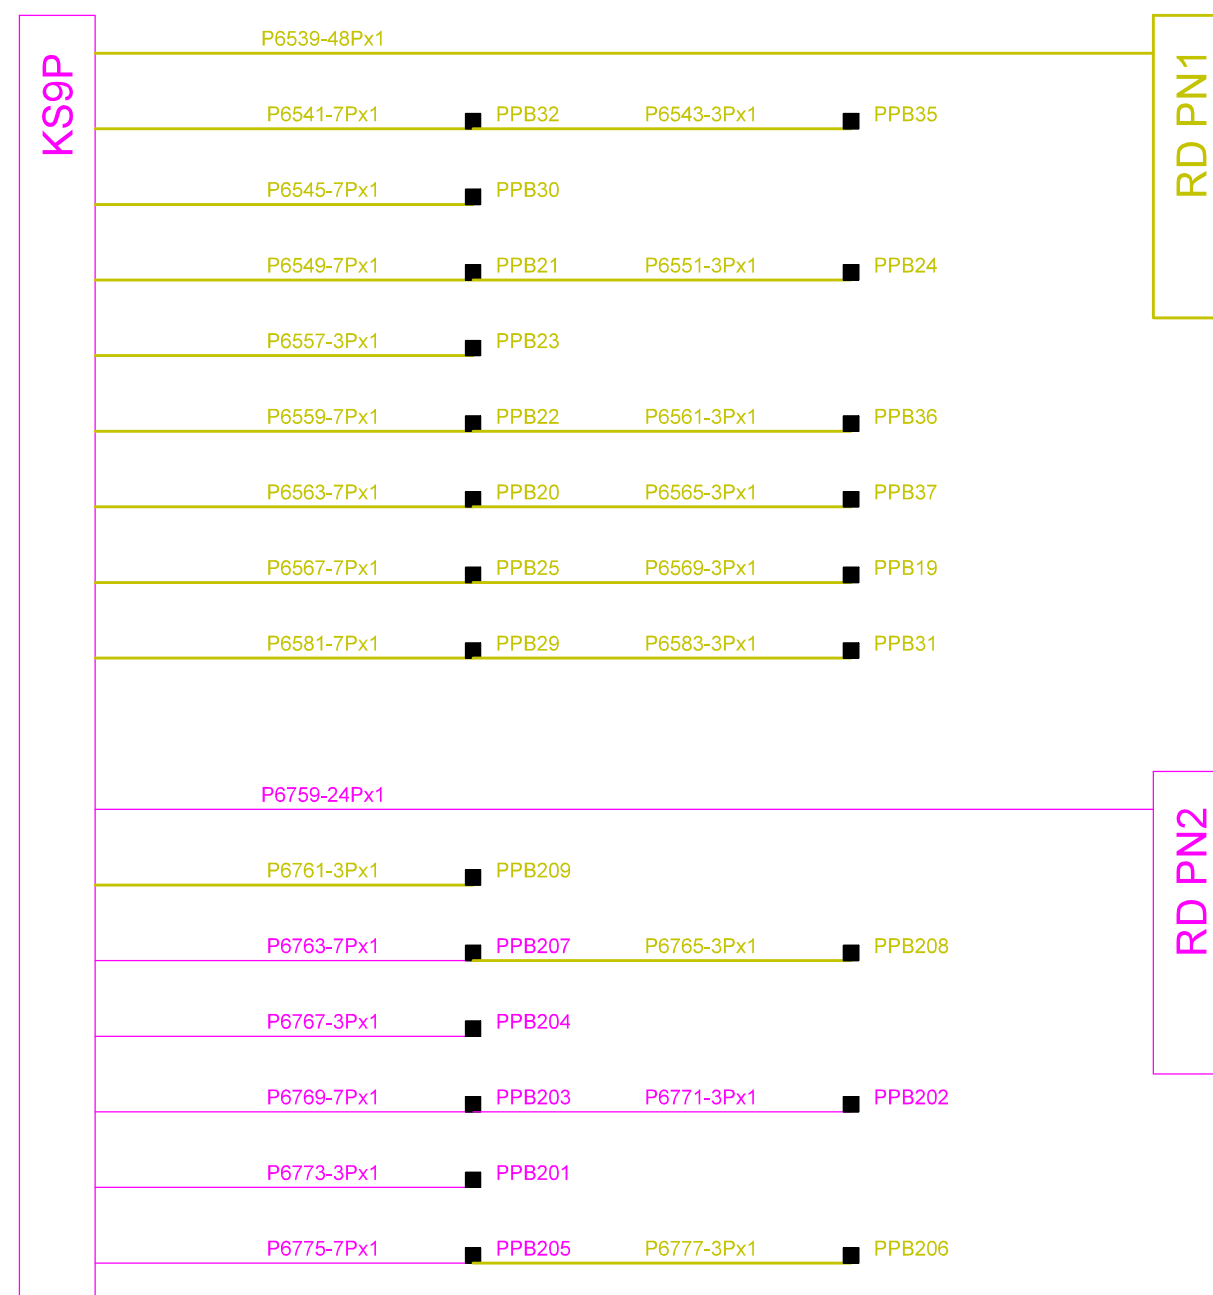 KS9P
P6539-48Px1
RD PN1
P6541-7Px1 PPB32 P6543-3Px1 PPB35
P6545-7Px1 PPB30
P6549-7Px1 PPB21 P6551-3Px1 PPB24
P6557-3Px1 PPB23
P6559-7Px1 PPB22 P6561-3Px1 PPB36
P6563-7Px1 PPB20 P6565-3Px1 PPB37
P6567-7Px1 PPB25 P6569-3Px1 PPB19
P6581-7Px1 PPB29 P6583-3Px1 PPB31
P6759-24Px1
RD PN2
P6761-3Px1 PPB209
P6763-7Px1 PPB207 P6765-3Px1 PPB208
P6767-3Px1 PPB204
P6769-7Px1 PPB203 P6771-3Px1 PPB202
P6773-3Px1 PPB201
P6775-7Px1 PPB205 P6777-3Px1 PPB206